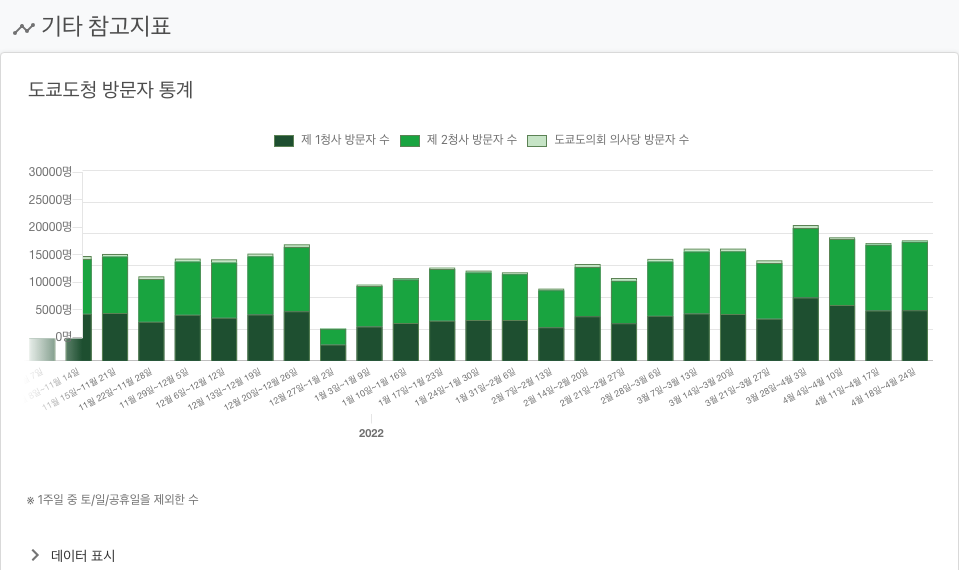 기타 참고지표
도쿄도청 방문자 통계
제 1청사 방문자 수
제 2청사 방문자 수
도쿄도의회 의사당 방문자 수
30000명
25000명
20000명
15000명
10000명
5000명
0명
11월 15일~11월 21일
11월 22일~11월 28일
11월 29일~12월 5일
12월 6일~12월 12일
12월 13일~12월 19일
12월 20일~12월 26일
12월 27일~1월 2일
1월 3일~1월 9일
1월 10일~1월 16일
1월 17일~1월 23일
1월 24일~1월 30일
1월 31일~2월 6일
2월 7일~2월 13일
2월 14일~2월 20일
2월 21일~2월 27일
2월 28일~3월 6일
3월 7일~3월 13일
3월 14일~3월 20일
3월 21일~3월 27일
3월 28일~4월 3일
4월 4일~4월 10일
4월 11일~4월 17일
4월 18일~4월 24일
2022
※ 1주일 중 토/일/공휴일을 제외한 수
데이터 표시